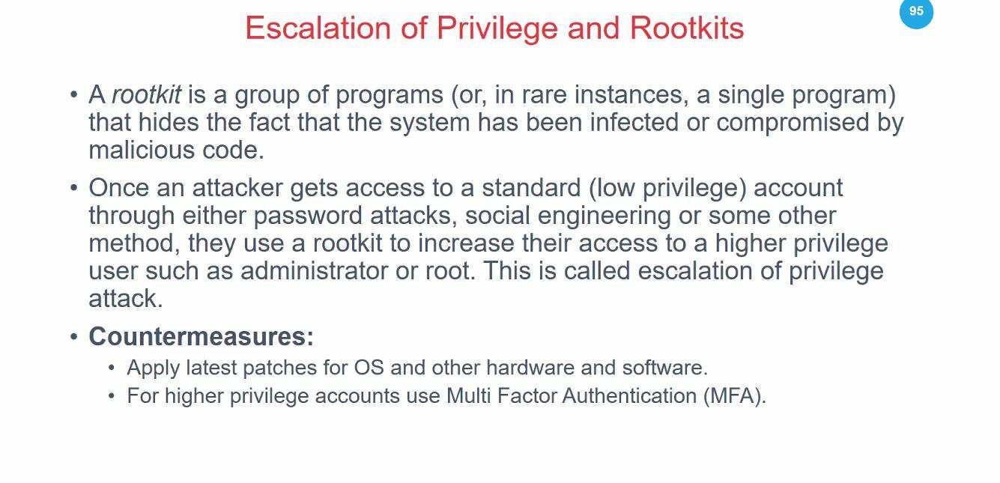 95
Escalation of Privilege and Rootkits
• A rootkit is a group of programs (or, in rare instances, a single program)
that hides the fact that the system has been infected or compromised by
malicious code.
• Once an attacker gets access to a standard (low privilege) account
through either password attacks, social engineering or some other
method, they use a rootkit to increase their access to a higher privilege
user such as administrator or root. This is called escalation of privilege
attack.
• Countermeasures:
• Apply latest patches for OS and other hardware and software.
• For higher privilege accounts use Multi Factor Authentication (MFA).